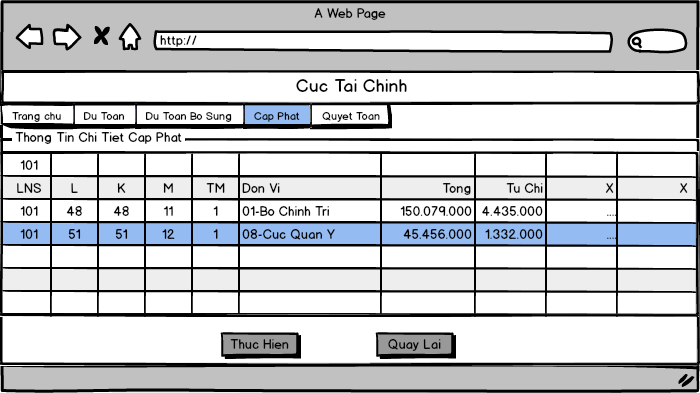 A Web Page
http://
Cuc Tai Chinh
Trang chu Du Toan Du Toan Bo Sung Cap Phat Quyet Toan
Thong Tin Chi Tiet Cap Phat
101
LNS L K M TM Don Vi Tong Tu Chi X X
101 48 48 11 1 01-Bo Chinh Tri 150.079.000 4.435.000 ....
101 51 51 12 1 08-Cuc Quan Y 45.456.000 1.332.000 ....
Thuc Hien Quay Lai